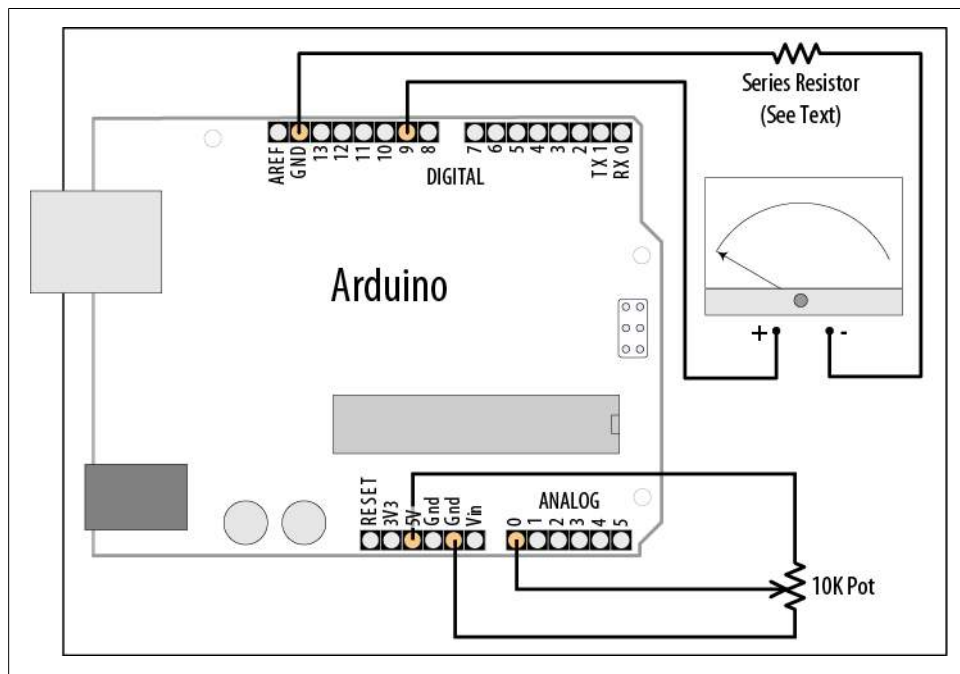 Series Resistor
(See Text)
AREF
GND
13
12
11
10
9
8
7
6
5
4
3
2
TX 1
RX 0
DIGITAL
Arduino
+
-
RESET
3V3
5V
Gnd
Gnd
Vin
ANALOG
0
1
2
3
4
5
10K Pot